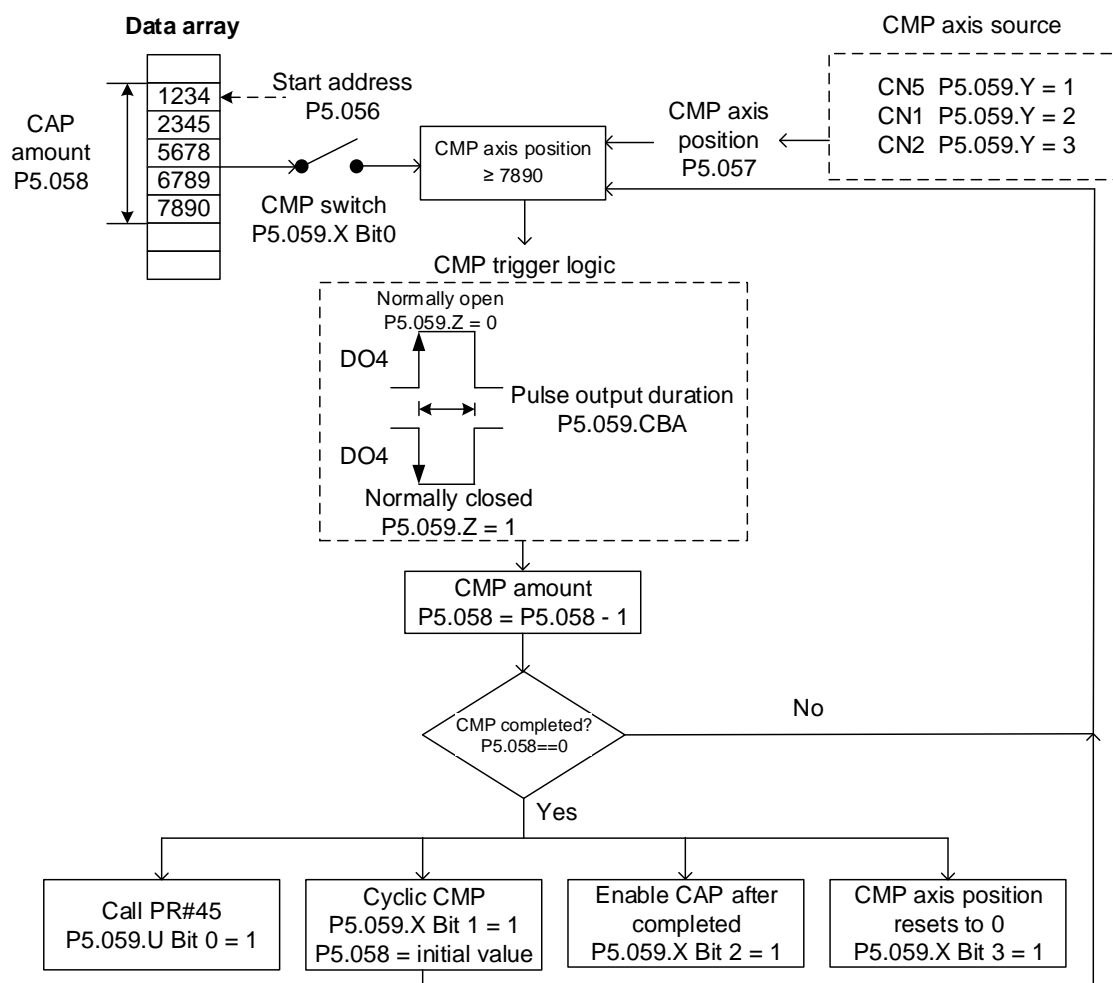 Data array
CMP axis source
1234
2345
5678
6789
7890
CAP
amount
P5.058
Start address
P5.056
CMP switch
P5.059.X Bit0
CMP axis position
≥ 7890
CMP axis
position
P5.057
CN5 P5.059.Y = 1
CN1 P5.059.Y = 2
CN2 P5.059.Y = 3
CMP trigger logic
Normally open
P5.059.Z = 0
DO4
Pulse output duration
P5.059.CBA
DO4
Normally closed
P5.059.Z = 1
CMP amount
P5.058 = P5.058 - 1
CMP completed?
P5.058==0
No
Yes
Call PR#45
P5.059.U Bit 0 = 1
Cyclic CMP
P5.059.X Bit 1 = 1
P5.058 = initial value
Enable CAP after
completed
P5.059.X Bit 2 = 1
CMP axis position
resets to 0
P5.059.X Bit 3 = 1